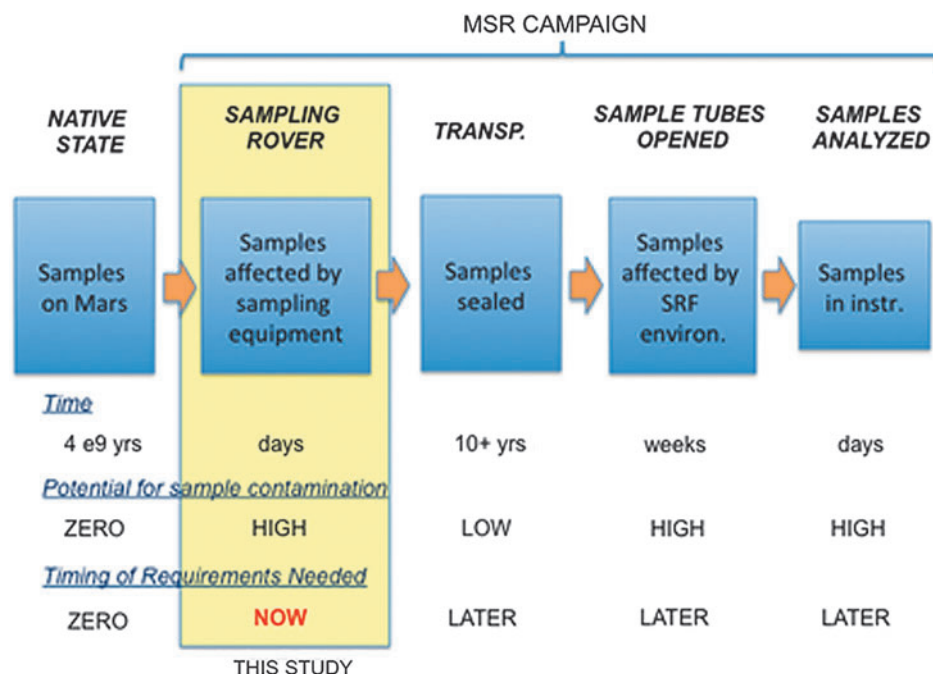 MSR CAMPAIGN
NATIVE
STATE
SAMPLING
ROVER
TRANSP.
SAMPLE TUBES
OPENED
SAMPLES
ANALYZED
Samples
on Mars
Samples
affected by
sampling
equipment
Samples
sealed
Samples
affected by
SRF
environ.
Samples
in instr.
Time
4 e9 yrs days 10+ yrs weeks days
Potential for sample contamination
ZERO HIGH LOW HIGH HIGH
Timing of Requirements Needed
ZERO NOW LATER LATER LATER
THIS STUDY